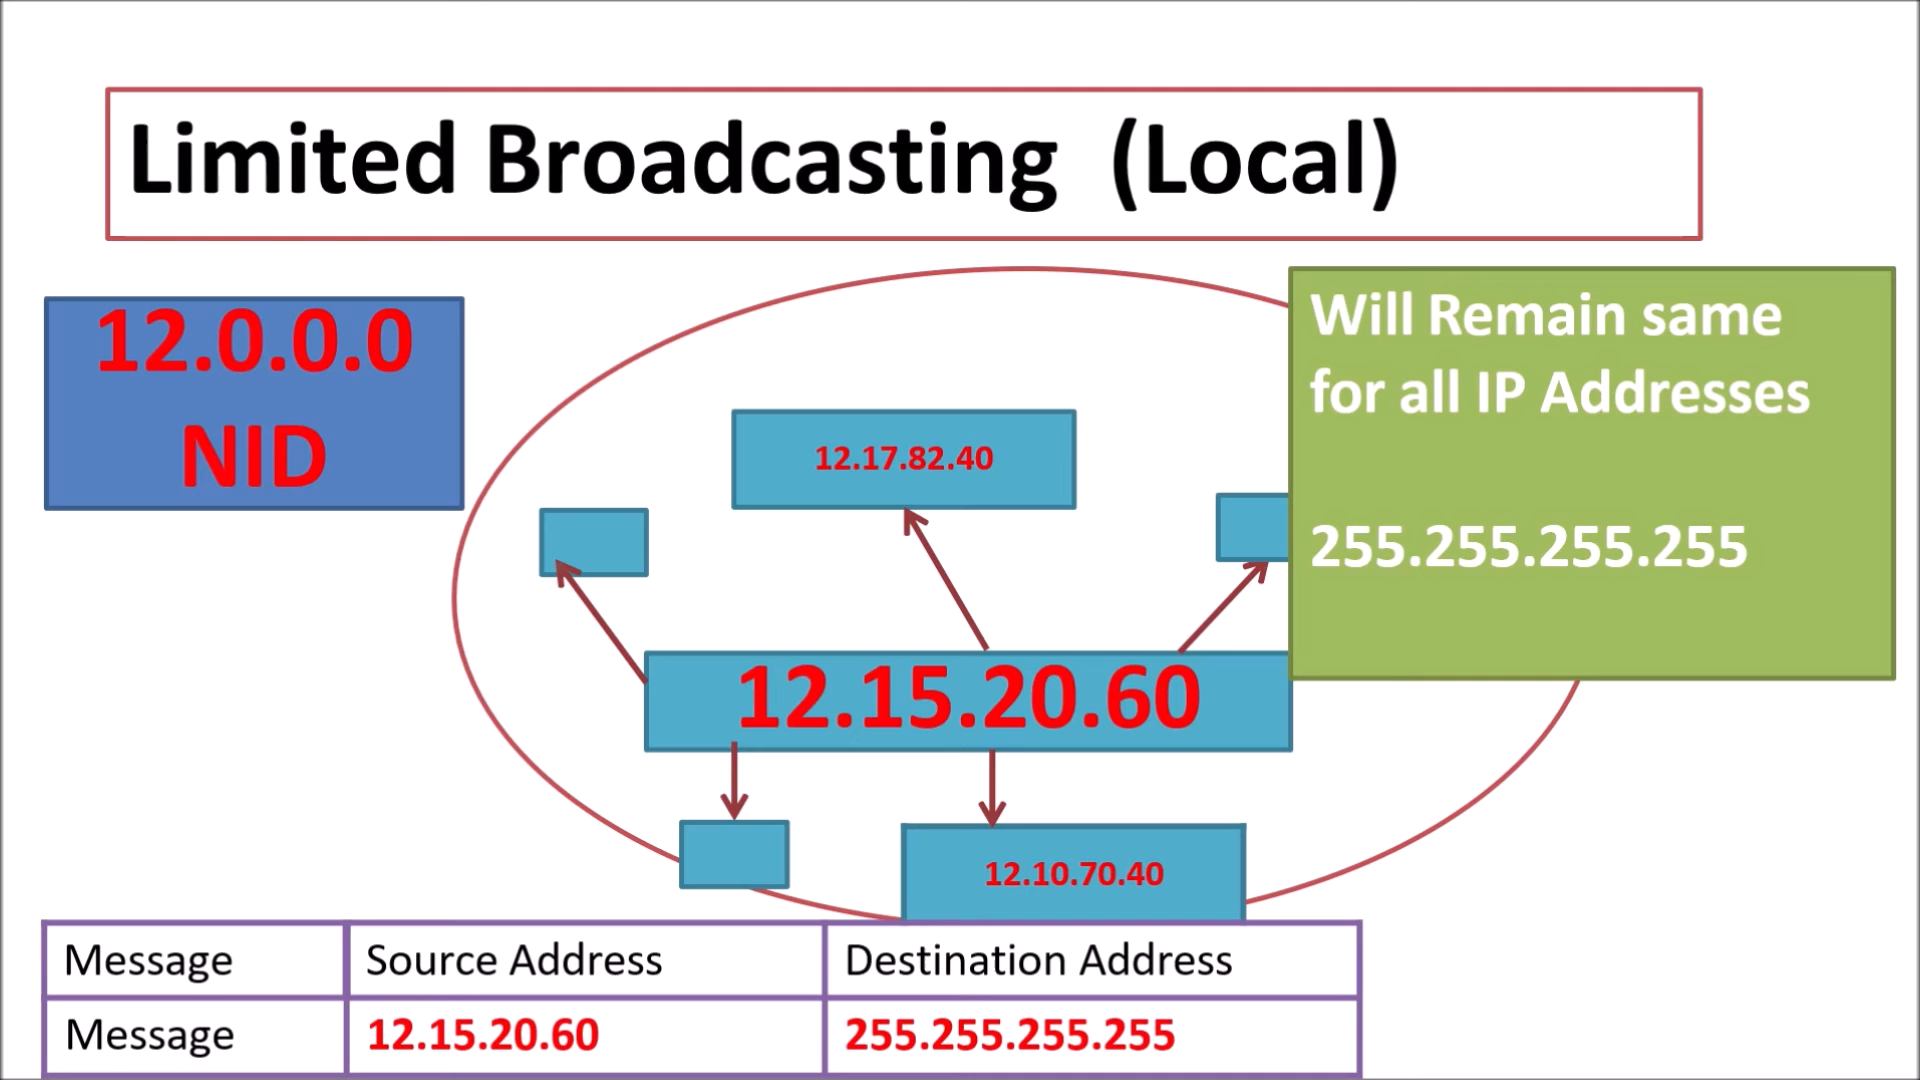 Limited Broadcasting (Local)
12.0.0.0
NID
Will Remain same
for all IP Addresses
255.255.255.255
12.17.82.40
12.15.20.60
12.10.70.40
Message Source Address Destination Address
Message 12.15.20.60 255.255.255.255